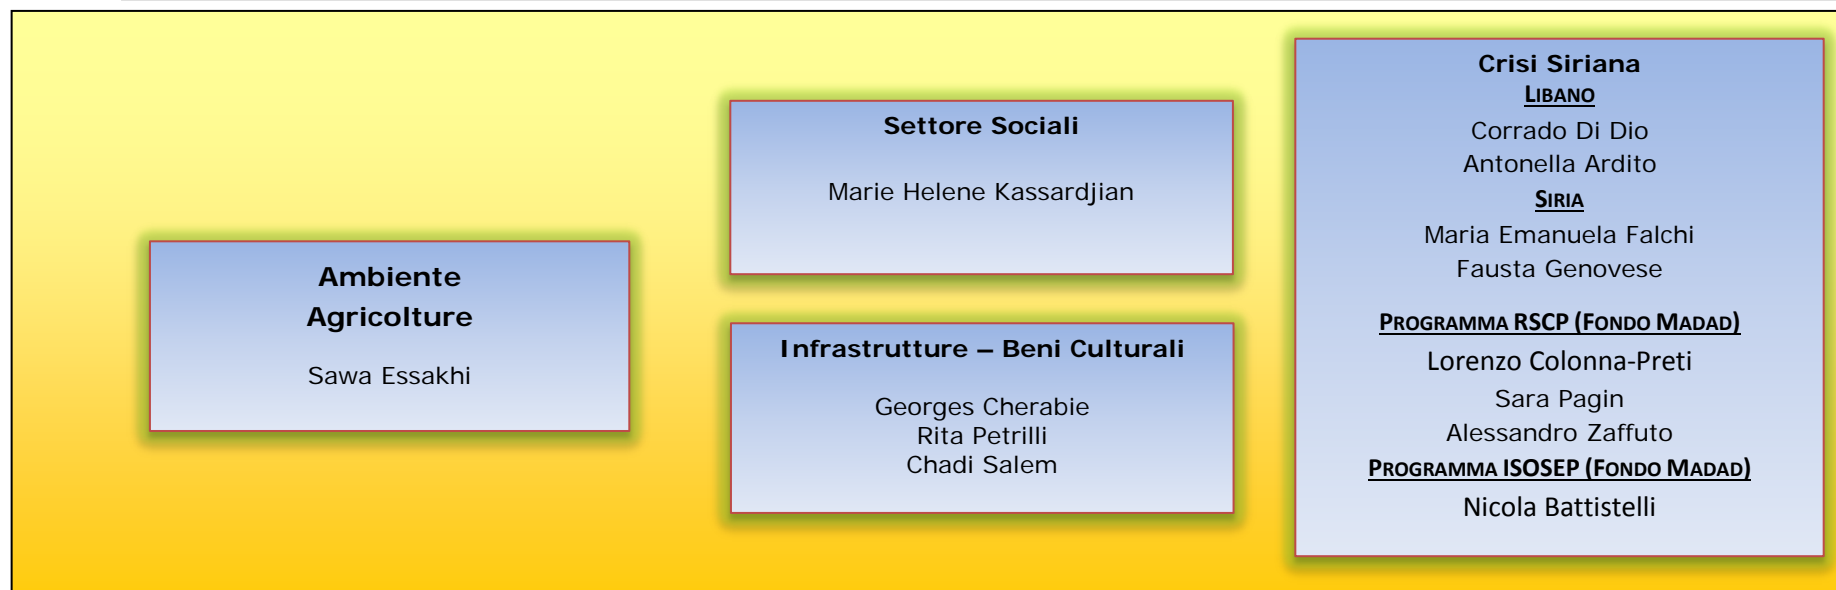 Ambiente
Agricolture
Sawa Essakhi
Settore Sociali
Marie Helene Kassardjian
Infrastrutture – Beni Culturali
Georges Cherabie
Rita Petrilli
Chadi Salem
Crisi Siriana
LIBANO
Corrado Di Dio
Antonella Ardito
SIRIA
Maria Emanuela Falchi
Fausta Genovese
PROGRAMMA RSCP (FONDO MADAD)
Lorenzo Colonna-Preti
Sara Pagin
Alessandro Zaffuto
PROGRAMMA ISOSEP (FONDO MADAD)
Nicola Battistelli